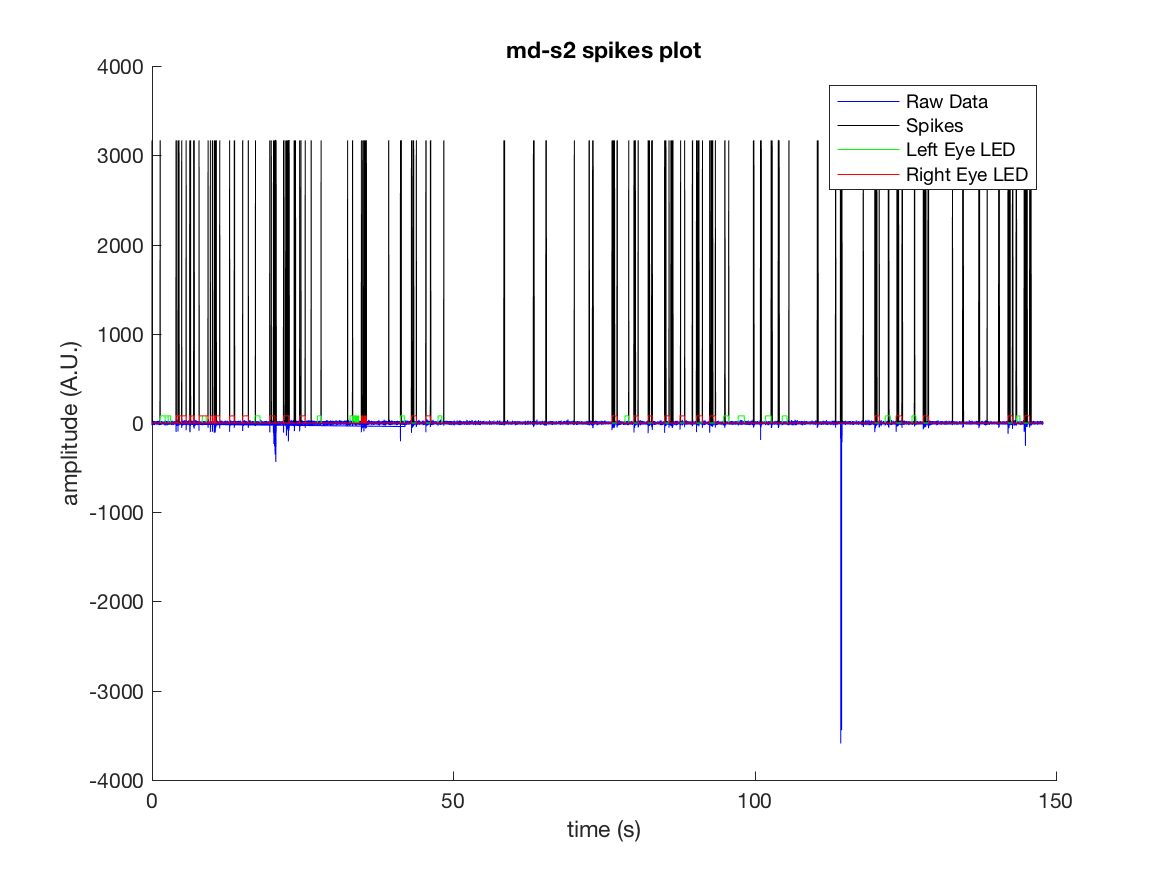 md-s2 spikes plot
4000
3000
2000
1000
0
-1000
-2000
-3000
-4000
amplitude (A.U.)
0
50
100
150
time (s)
Raw Data
Spikes
Left Eye LED
Right Eye LED